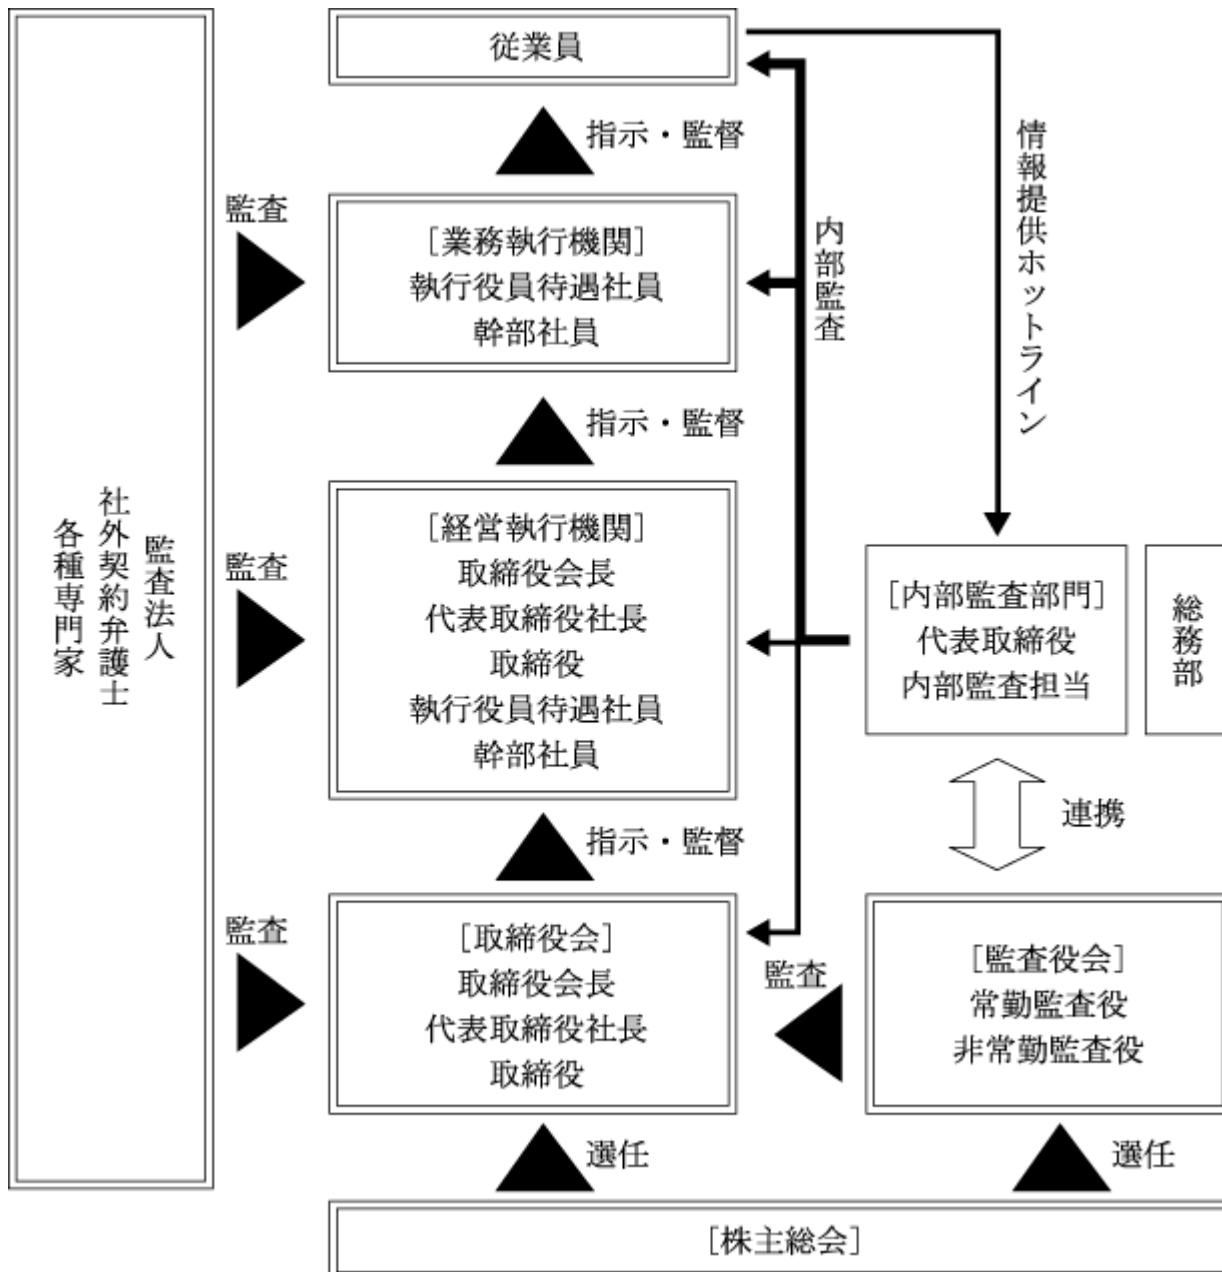 従業員
指示・監督
監査
［業務執行機関］
執行役員待遇社員
幹部社員
内部監査
情報提供ホットライン
指示・監督
監査法人
社外契約弁護士
各種専門家
監査
［経営執行機関］
取締役会長
代表取締役社長
取締役
執行役員待遇社員
幹部社員
［内部監査部門］
代表取締役
内部監査担当
総務部
連携
指示・監督
監査
［取締役会］
取締役会長
代表取締役社長
取締役
監査
［監査役会］
常勤監査役
非常勤監査役
選任
選任
［株主総会］